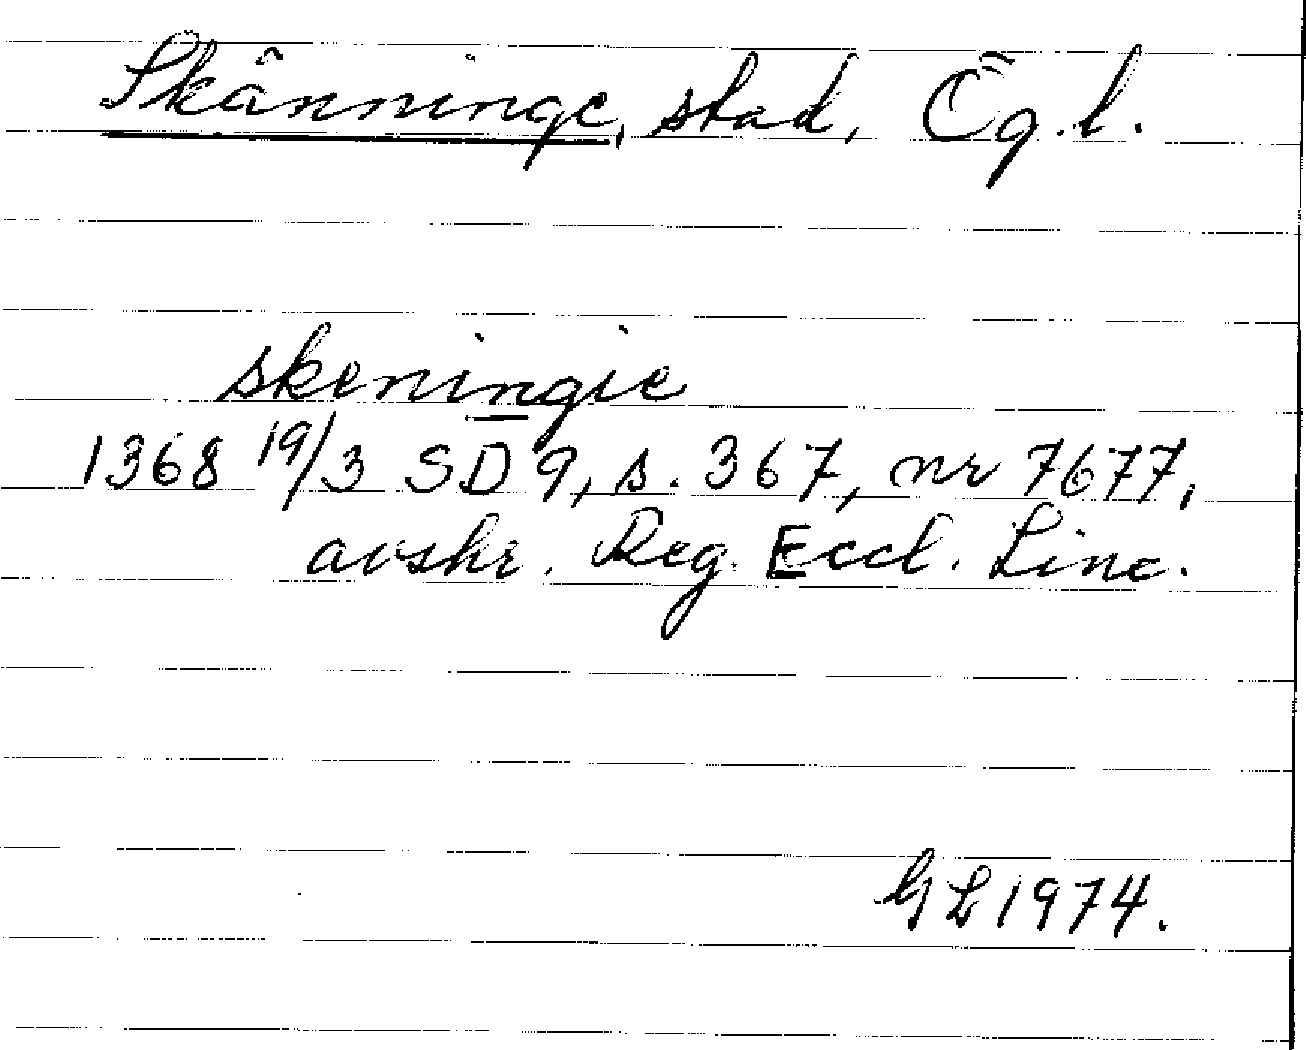 Skänninge, stad, Ög. l.
skeningie
1368 19/3 SD 9, s. 367, nr 7677,
avskr. Reg. Eccl. Linc.
GL 1974.